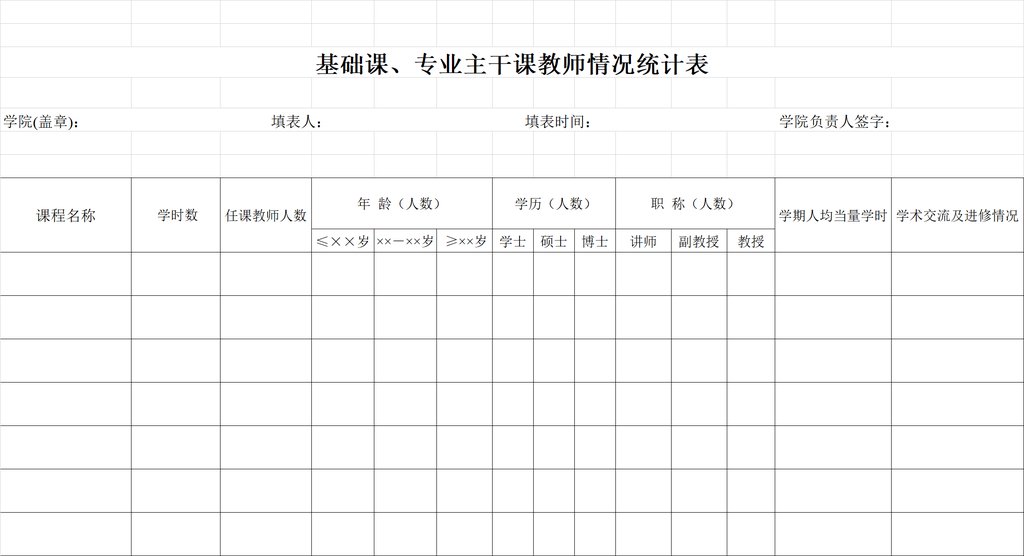 基础课、专业主干课教师情况统计表
学院(盖章): 填表人: 填表时间: 学院负责人签字:
课程名称 学时数 任课教师人数 年 龄（人数） 学历（人数） 职 称（人数） 学期人均当量学时 学术交流及进修情况
≤××岁 ××－××岁 ≥××岁 学士 硕士 博士 讲师 副教授 教授